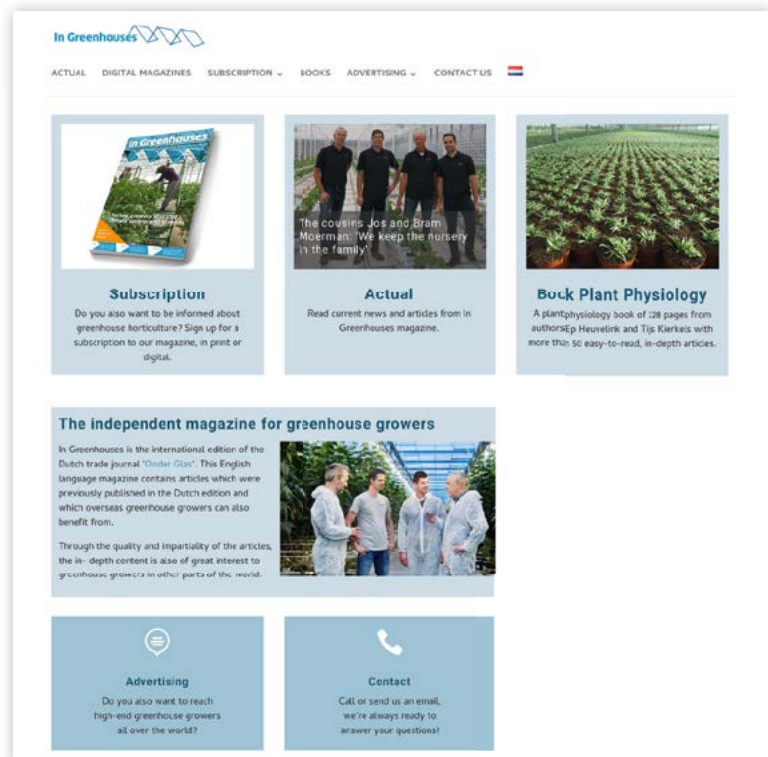 In Greenhouses
ACTUAL DIGITAL MAGAZINES SUBSCRIPTION BOOKS ADVERTISING CONTACT US
In Greenhouses
The cousins Jos and Bram
Moerman: 'We keep the nursery
in the family'
Subscription
Do you also want to be informed about
greenhouse horticulture? Sign up for a
subscription to our magazine, in print or
digital.
Actual
Read current news and articles from In
Greenhouses magazine.
Book Plant Physiology
A plantphysiology book of 128 pages from
authorsEp Heuvelink and Tijs Kierkels with
more than 50 easy-to-read, in-depth articles.
The independent magazine for greenhouse growers
In Greenhouses is the international edition of the
Dutch trade journal 'Onder Glas'. This English
language magazine contains articles which were
previously published in the Dutch edition and
which overseas greenhouse growers can also
benefit from.
Through the quality and impartiality of the articles,
the in- depth content is also of great interest to
greenhouse growers in other parts of the world.
Advertising
Do you also want to reach
high-end greenhouse growers
all over the world?
Contact
Call or send us an email,
we're always ready to
answer your questions!